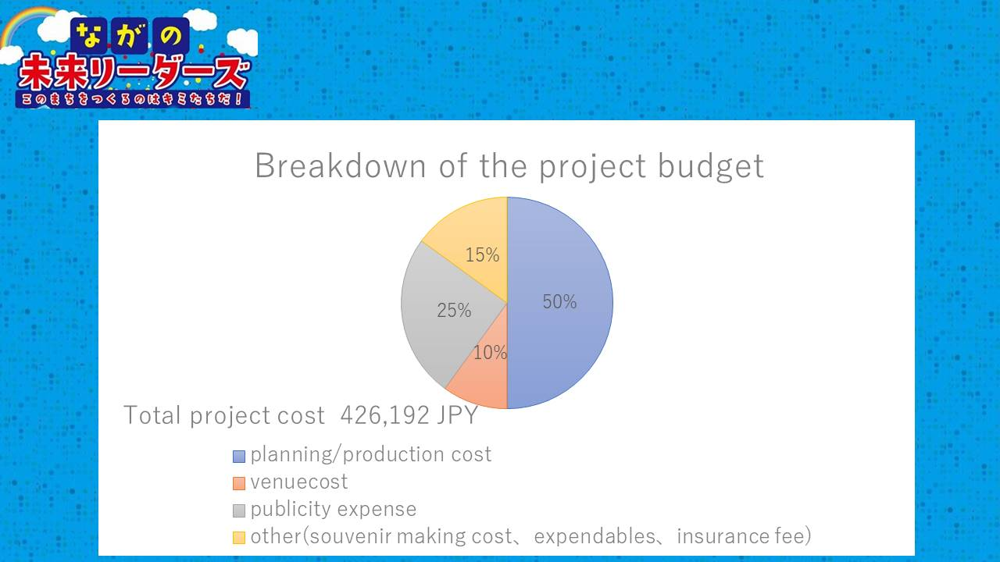 ながの
未来リーダーズ
このまちをつくるのはキミたちだ！
Breakdown of the project budget
15%
50%
25%
10%
Total project cost 426,192 JPY
planning/production cost
venuecost
publicity expense
other(souvenir making cost、expendables、insurance fee)